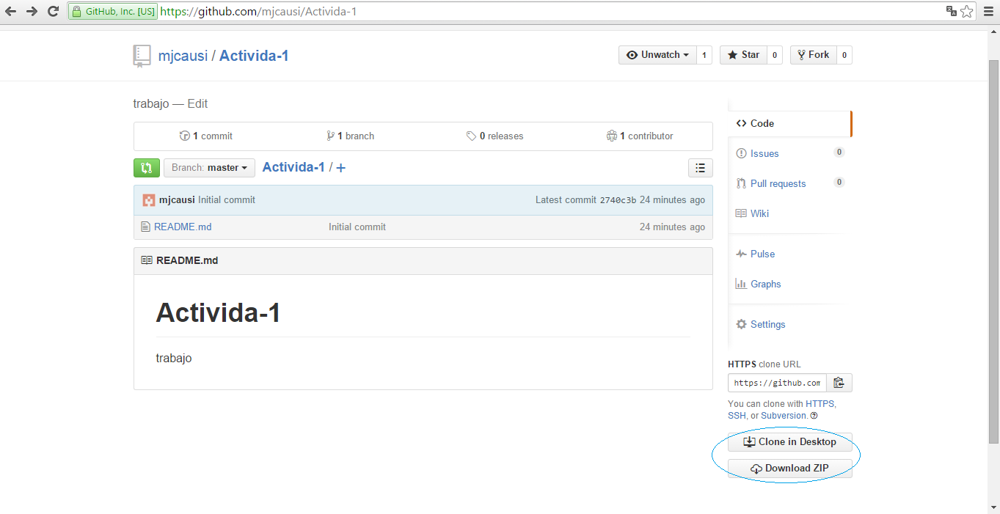 GitHub, Inc. [US] https://github.com/mjcausi/Activida-1
mjcausi / Activida-1
Unwatch 1 Star 0 Fork 0
trabajo — Edit
1 commit 1 branch 0 releases 1 contributor
Branch: master Activida-1 / +
mjcausi Initial commit Latest commit 2740c3b 24 minutes ago
README.md Initial commit 24 minutes ago
README.md
Activida-1
trabajo
Code
Issues 0
Pull requests 0
Wiki
Pulse
Graphs
Settings
HTTPS clone URL
https://github.com
You can clone with HTTPS,
SSH, or Subversion.
Clone in Desktop
Download ZIP